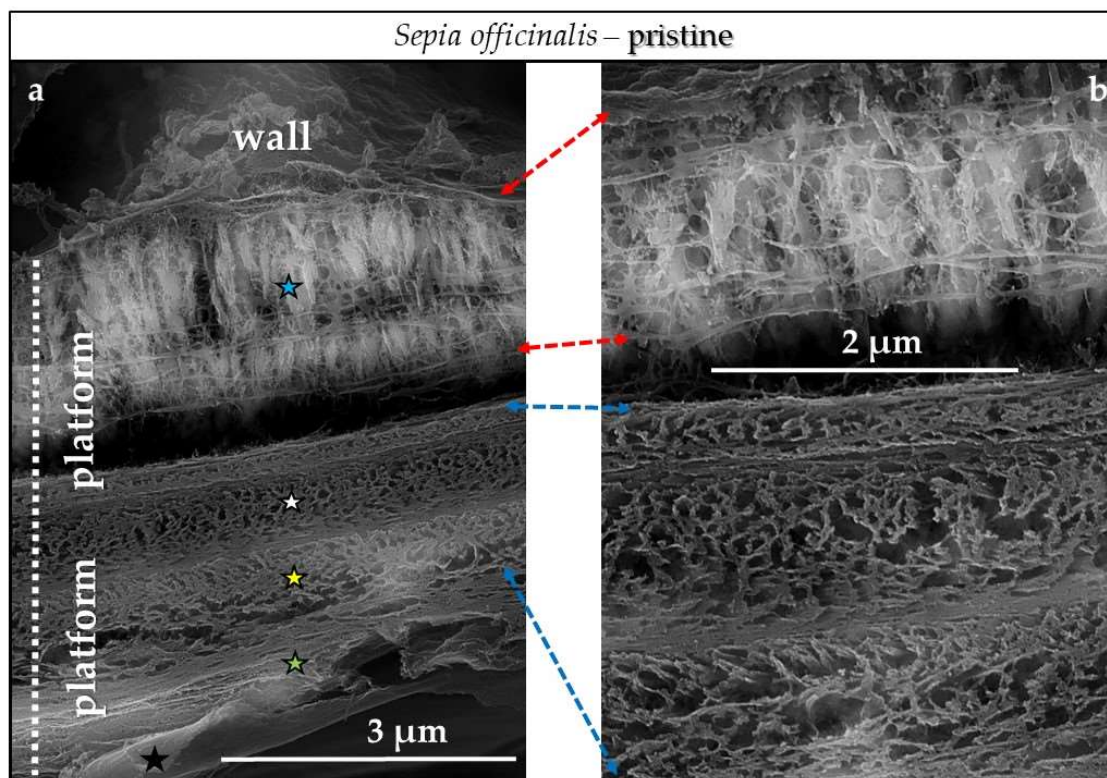 Sepia officinalis – pristine
a
b
wall
platform
2 µm
platform
3 µm